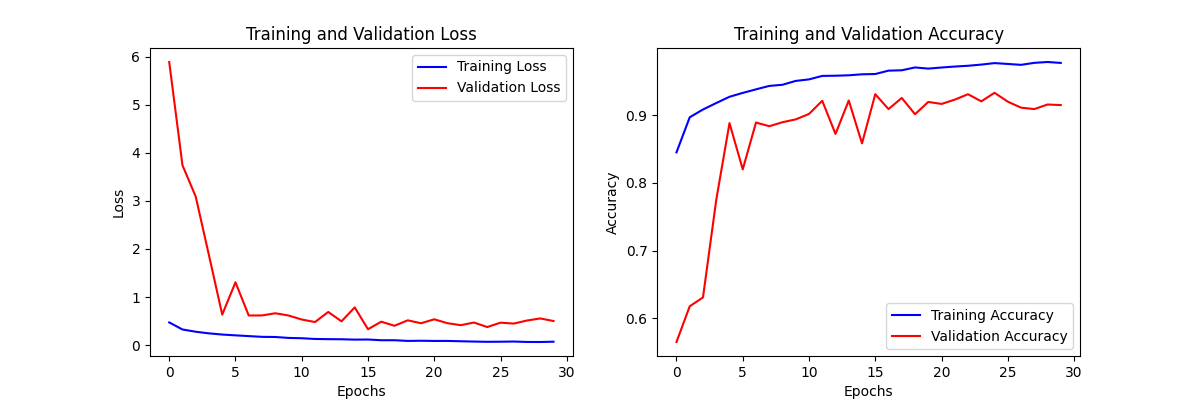 Training and Validation Loss
6
5
4
3
2
1
0
Loss
0 5 10 15 20 25 30
Epochs
Training Loss
Validation Loss
Training and Validation Accuracy
0.9
0.8
0.7
0.6
Accuracy
0 5 10 15 20 25 30
Epochs
Training Accuracy
Validation Accuracy